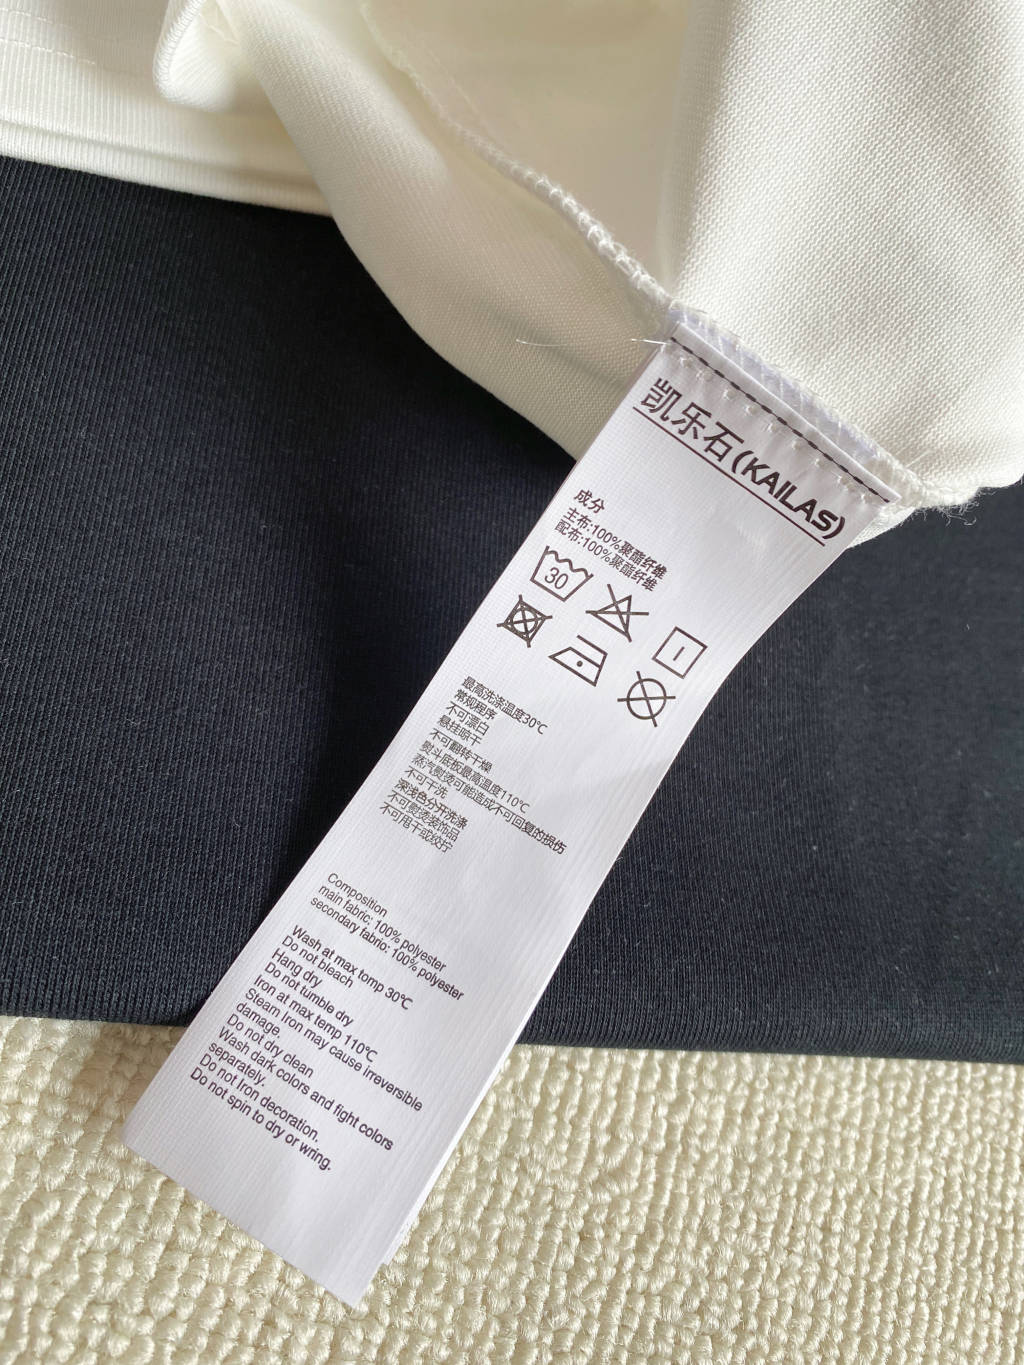 凯乐石(KAILAS)
成分
主布:100%聚酯纤维
配布:100%聚酯纤维
30
最高洗涤温度30℃
常规程序
不可漂白
悬挂晾干
不可翻转干燥
熨斗底板最高温度110℃
蒸汽熨烫可能造成不可回复的损伤
不可干洗
深浅色分开洗涤
不可熨烫装饰品
不可甩干或绞拧
Composition
main fabric: 100% polyester
secondary fabric: 100% polyester
Wash at max tomp 30℃
Do not bleach
Hang dry
Do not tumble dry
Iron at max temp 110℃
Steam Iron may cause irreversible
damage.
Do not dry clean
Wash dark colors and fight colors
separately.
Do not Iron decoration.
Do not spin to dry or wring.